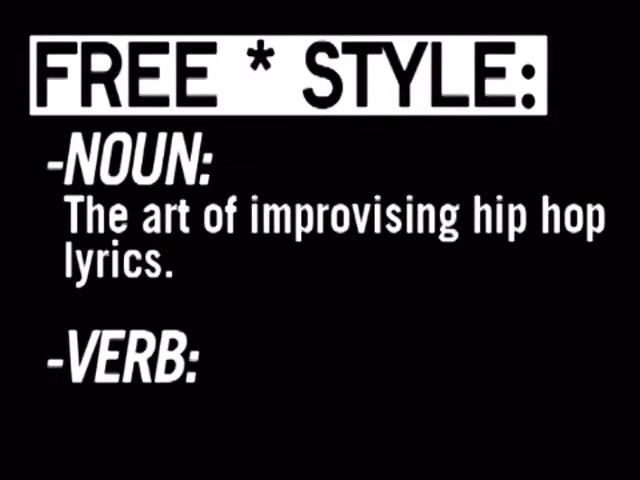 FREE * STYLE:
-NOUN:
The art of improvising hip hop
lyrics.
-VERB: